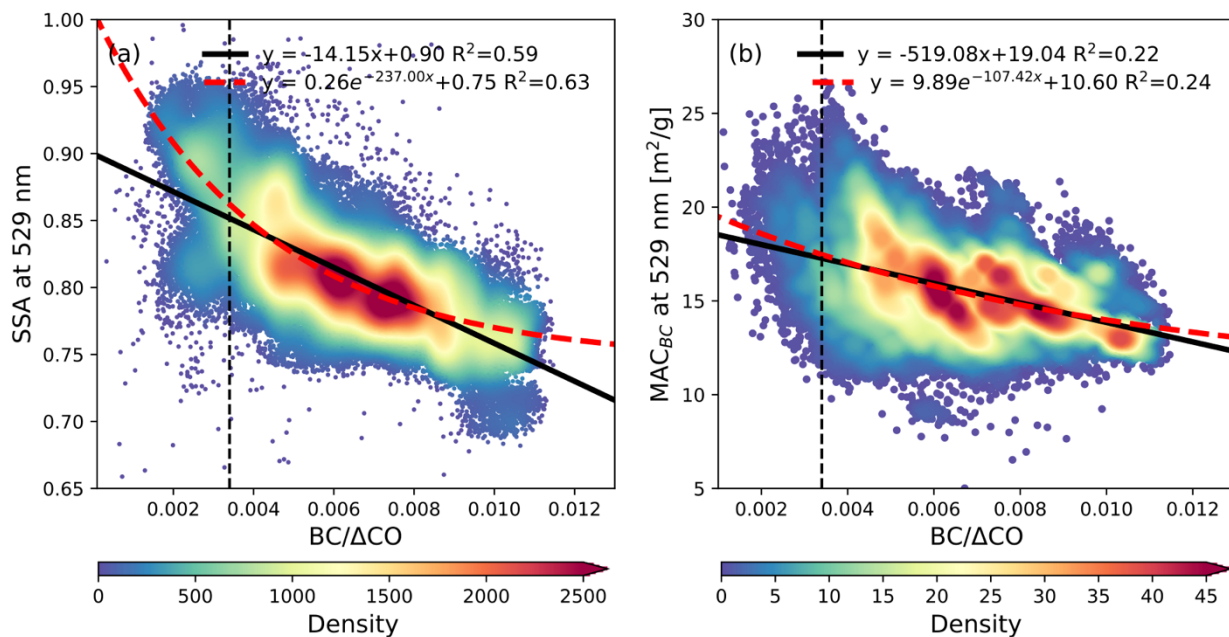 (a)
y = -14.15x+0.90 R²=0.59
y = 0.26e⁻²³⁷·⁰⁰ˣ+0.75 R²=0.63
1.00
0.95
0.90
0.85
0.80
0.75
0.70
0.65
SSA at 529 nm
0.002 0.004 0.006 0.008 0.010 0.012
BC/ΔCO
0 500 1000 1500 2000 2500
Density
(b)
y = -519.08x+19.04 R²=0.22
y = 9.89e⁻¹⁰⁷·⁴²ˣ+10.60 R²=0.24
30
25
20
15
10
5
MAC_BC at 529 nm [m²/g]
0.002 0.004 0.006 0.008 0.010 0.012
BC/ΔCO
0 5 10 15 20 25 30 35 40 45
Density